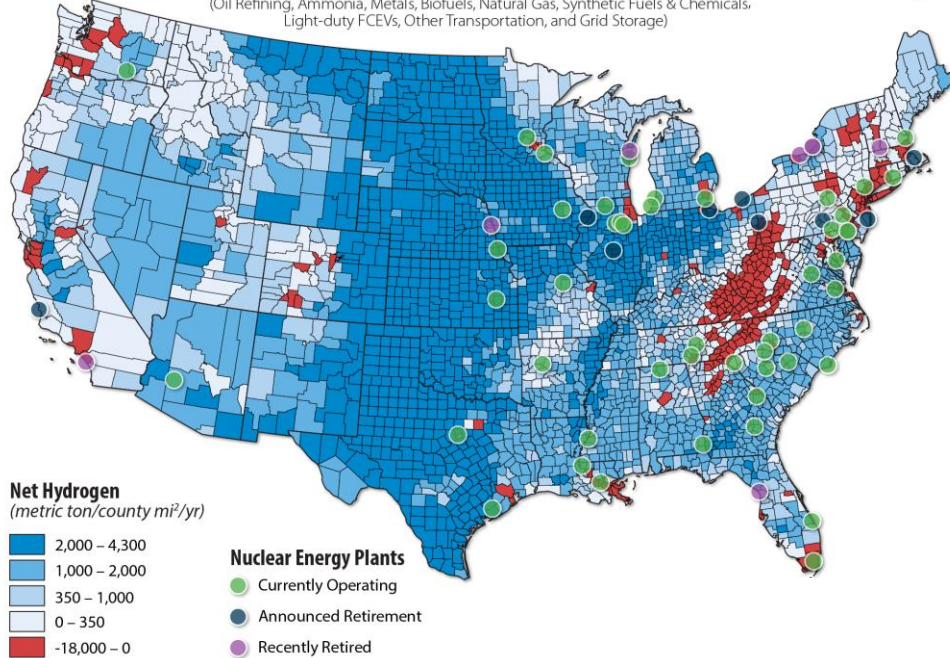 (Oil Refining, Ammonia, Metals, Biofuels, Natural Gas, Synthetic Fuels & Chemicals,
Light-duty FCEVs, Other Transportation, and Grid Storage)
Net Hydrogen
(metric ton/county mi²/yr)
2,000 – 4,300
1,000 – 2,000
350 – 1,000
0 – 350
-18,000 – 0
Nuclear Energy Plants
Currently Operating
Announced Retirement
Recently Retired